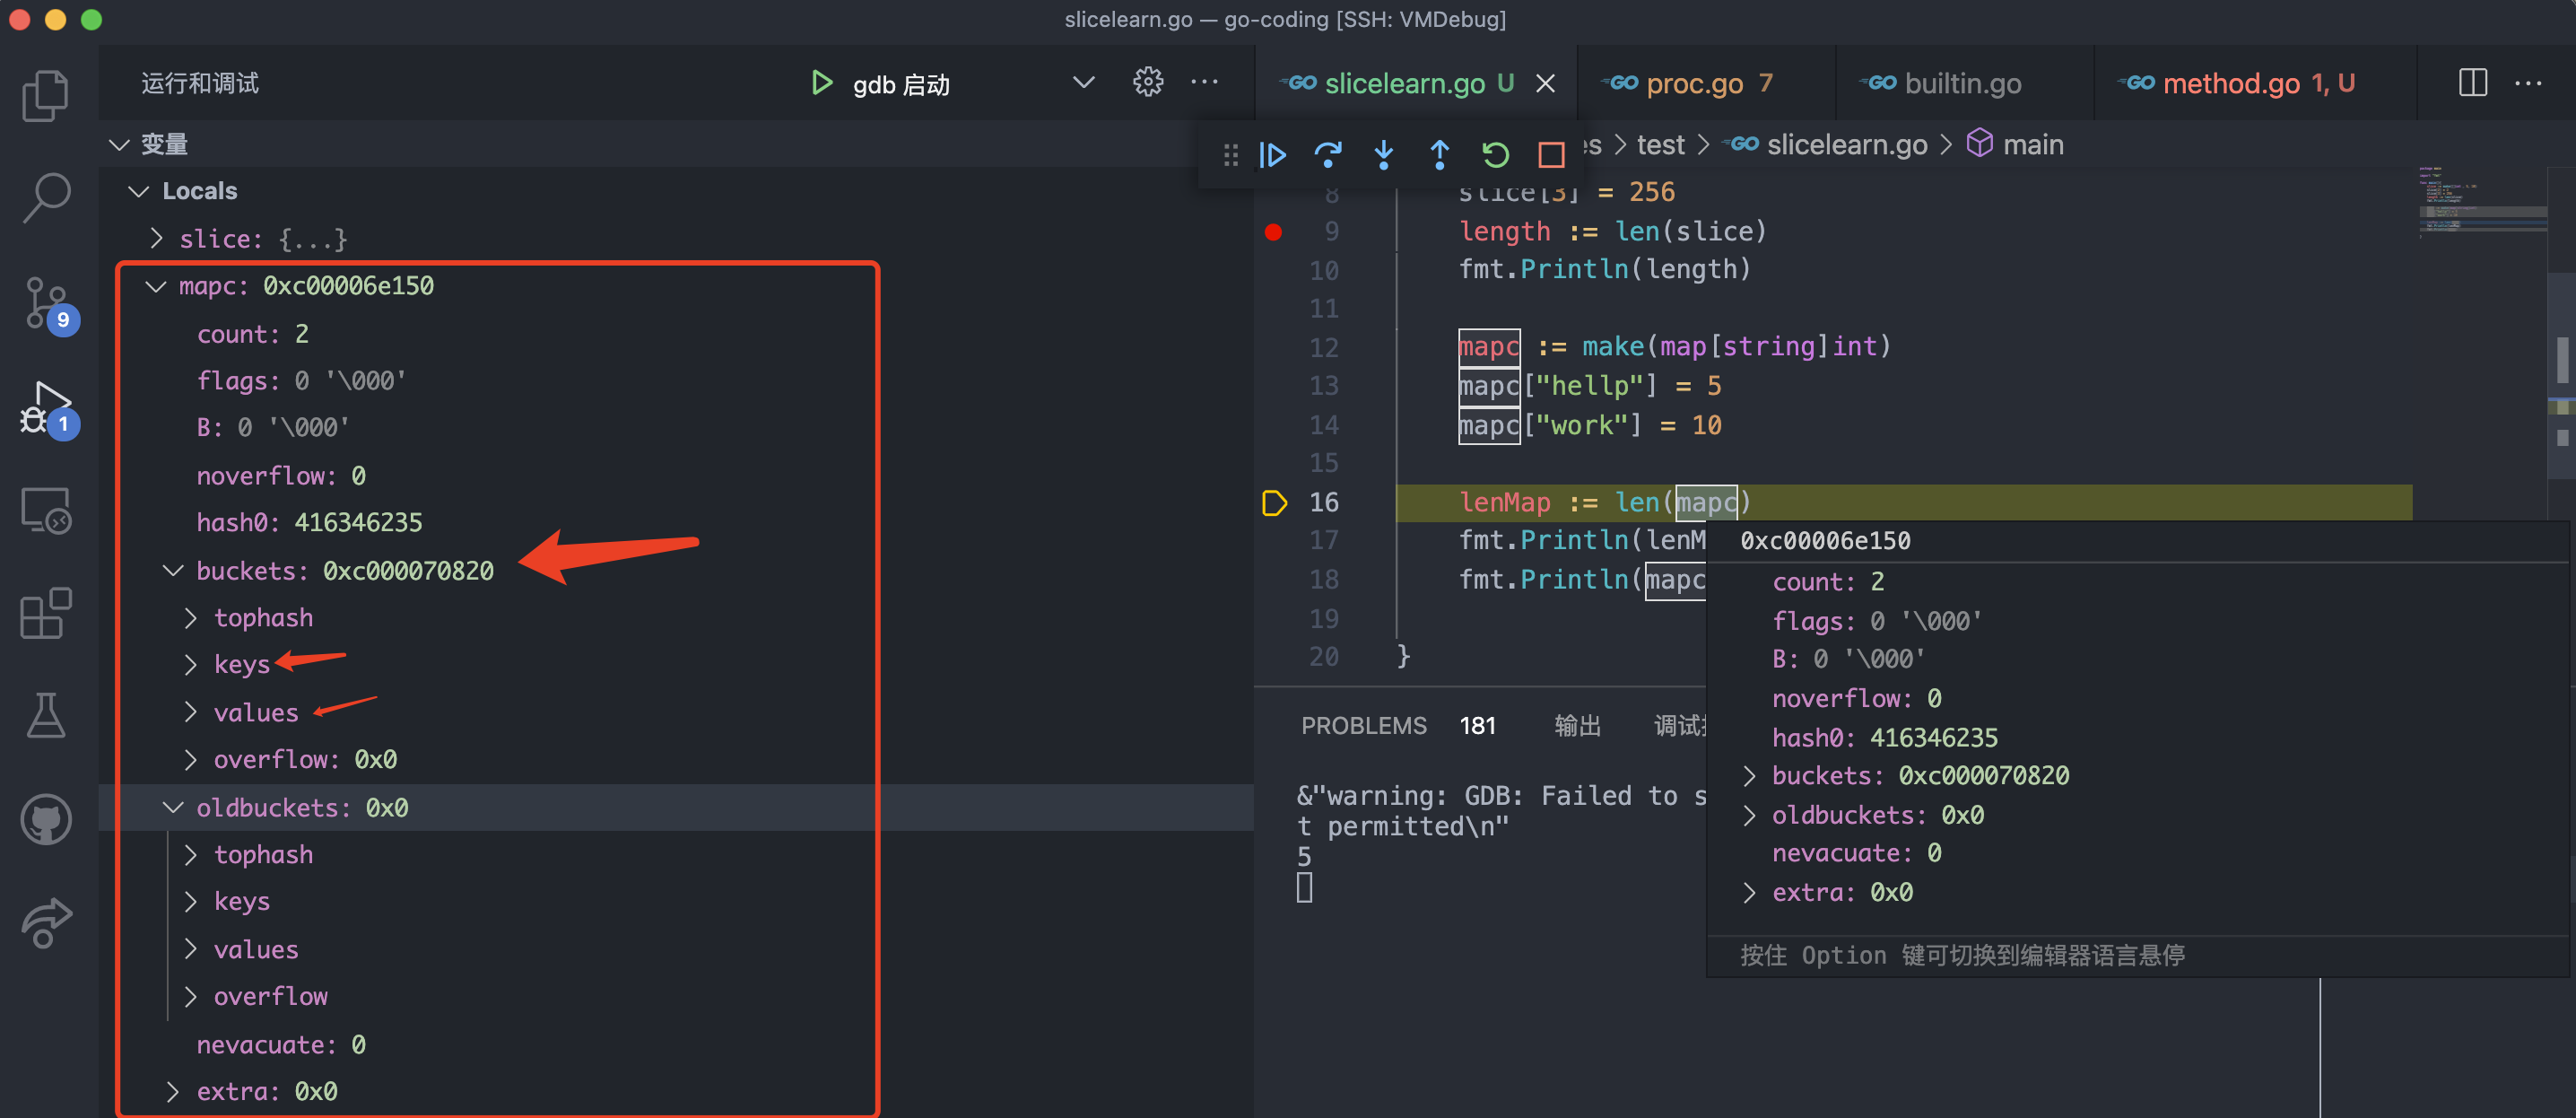 slicelearn.go — go-coding [SSH: VMDebug]
运行和调试
gdb 启动
slicelearn.go U
proc.go 7
builtin.go
method.go 1, U
变量
test > slicelearn.go > main
Locals
slice: {...}
mapc: 0xc00006e150
count: 2
flags: 0 '\000'
B: 0 '\000'
noverflow: 0
hash0: 416346235
buckets: 0xc000070820
tophash
keys
values
overflow: 0x0
oldbuckets: 0x0
tophash
keys
values
overflow
nevacuate: 0
extra: 0x0
9
1
8 slice[3] = 256
9 length := len(slice)
10 fmt.Println(length)
11
12 mapc := make(map[string]int)
13 mapc["hellp"] = 5
14 mapc["work"] = 10
15
16 lenMap := len(mapc)
17 fmt.Println(lenM
18 fmt.Println(mapc
19
20 }
0xc00006e150
count: 2
flags: 0 '\000'
B: 0 '\000'
noverflow: 0
hash0: 416346235
buckets: 0xc000070820
oldbuckets: 0x0
nevacuate: 0
extra: 0x0
按住 Option 键可切换到编辑器语言悬停
PROBLEMS 181 输出 调试
&"warning: GDB: Failed to s
t permitted\n"
5